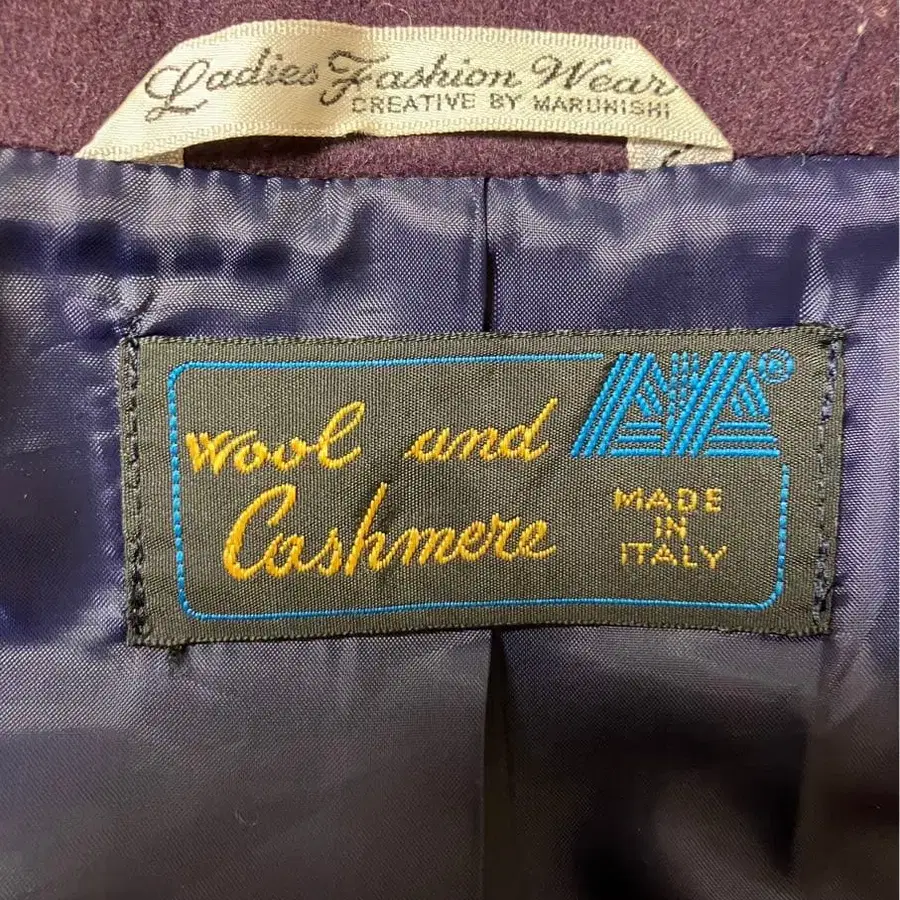 Ladies Fashion Wear
CREATIVE BY MARUNISHI
wool and
Cashmere
MADE
IN
ITALY